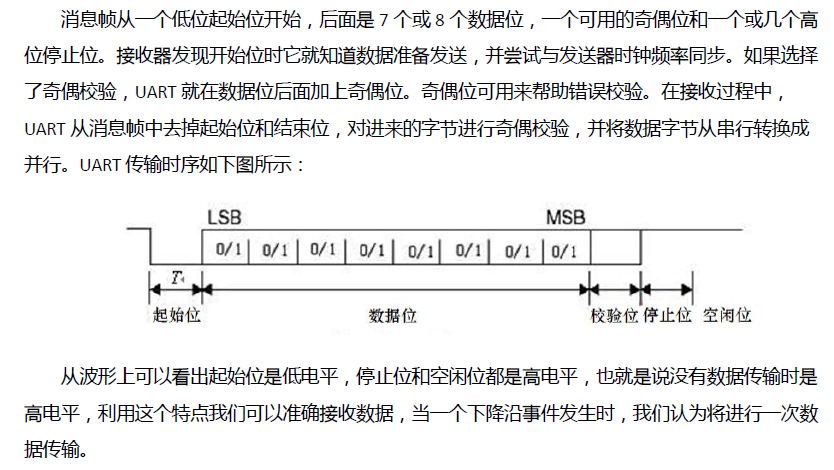 消息帧从一个低位起始位开始，后面是 7 个或 8 个数据位，一个可用的奇偶位和一个或几个高
位停止位。接收器发现开始位时它就知道数据准备发送，并尝试与发送器时钟频率同步。如果选择
了奇偶校验，UART 就在数据位后面加上奇偶位。奇偶位可用来帮助错误校验。在接收过程中，
UART 从消息帧中去掉起始位和结束位，对进来的字节进行奇偶校验，并将数据字节从串行转换成
并行。UART 传输时序如下图所示：
LSB MSB
0/1 0/1 0/1 0/1 0/1 0/1 0/1 0/1
T
起始位 数据位 校验位 停止位 空闲位
从波形上可以看出起始位是低电平，停止位和空闲位都是高电平，也就是说没有数据传输时是
高电平，利用这个特点我们可以准确接收数据，当一个下降沿事件发生时，我们认为将进行一次数
据传输。